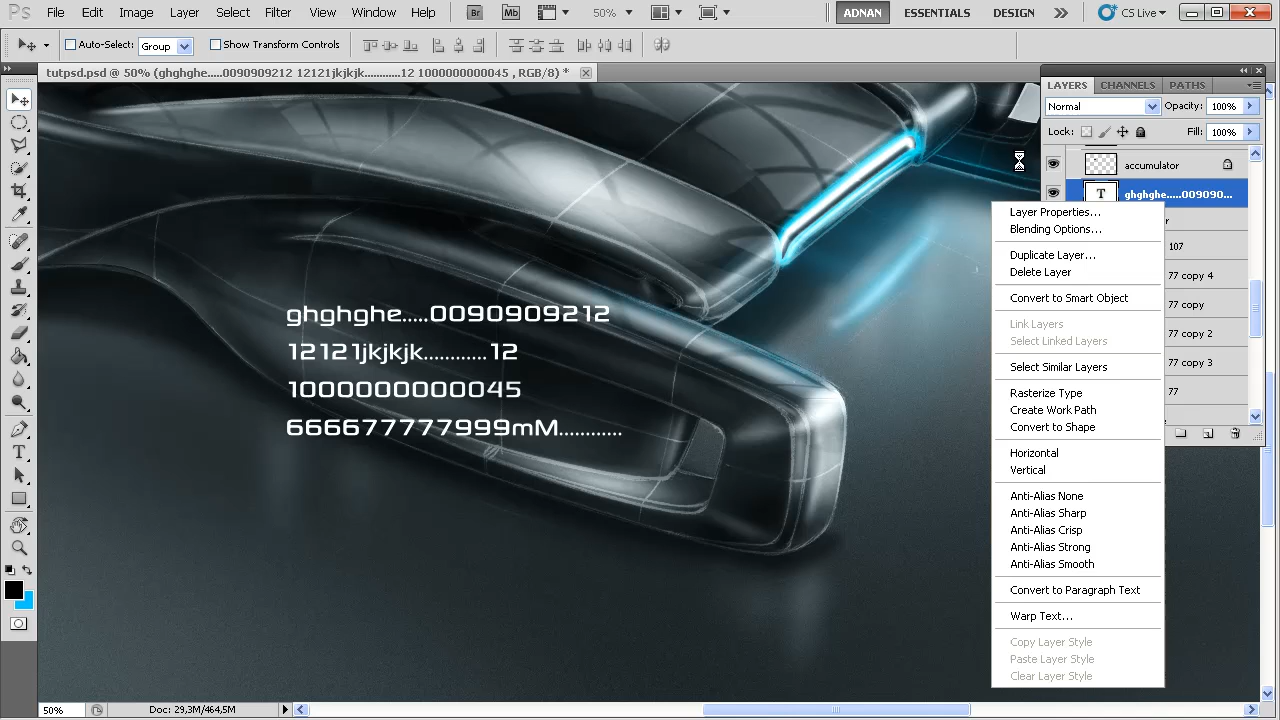 Ps File Edit Image Layer Select Filter View Window Help Br Mb 50% ADNAN ESSENTIALS DESIGN CS Live
Auto-Select: Group Show Transform Controls
tutpsd.psd @ 50% (ghghghe.....0090909212 12121jkjkjk............12 1000000000045 , RGB/8) *
LAYERS CHANNELS PATHS
Normal Opacity: 100%
Lock: Fill: 100%
accumulator
T ghghghe.....009090...
r
107
77 copy 4
77 copy
77 copy 2
77 copy 3
77
Layer Properties...
Blending Options...
Duplicate Layer...
Delete Layer
Convert to Smart Object
Link Layers
Select Linked Layers
Select Similar Layers
Rasterize Type
Create Work Path
Convert to Shape
Horizontal
Vertical
Anti-Alias None
Anti-Alias Sharp
Anti-Alias Crisp
Anti-Alias Strong
Anti-Alias Smooth
Convert to Paragraph Text
Warp Text...
Copy Layer Style
Paste Layer Style
Clear Layer Style
ghghghe.....0090909212
12121jkjkjk............12
1000000000045
666677777999mM............
50% Doc: 29,3M/464,5M